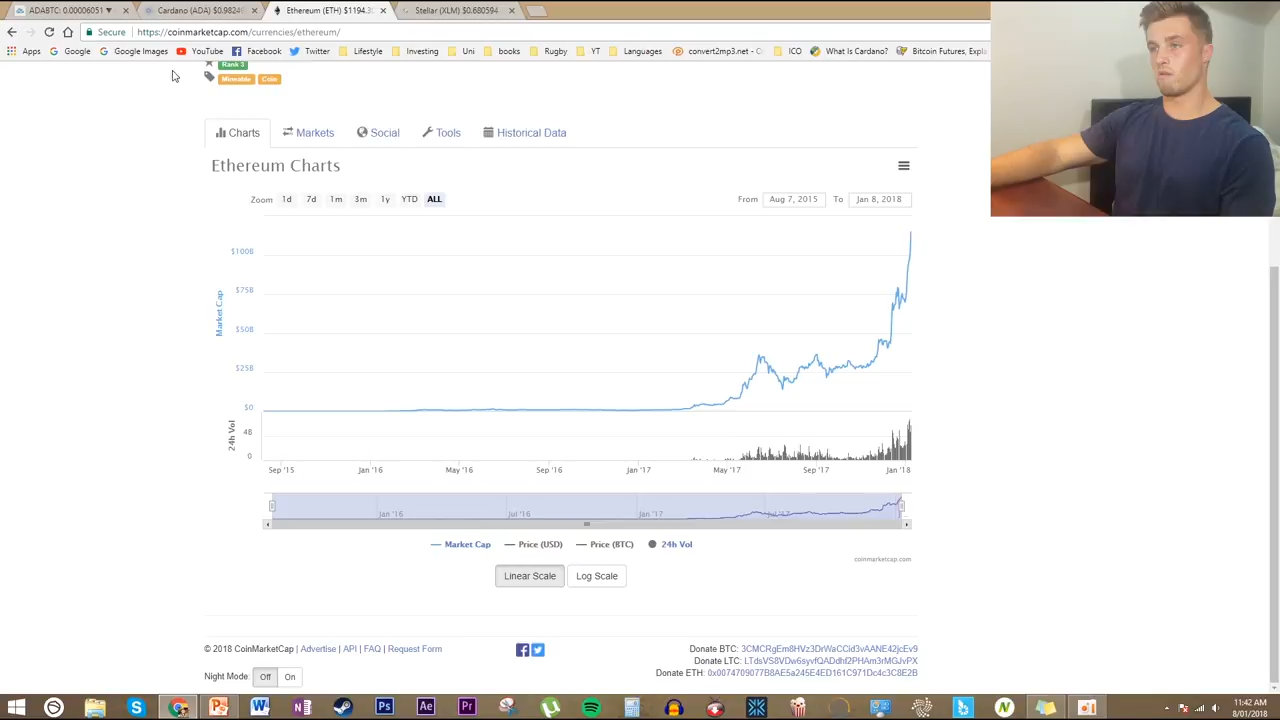 ADABTC: 0.00006051 ▼
Cardano (ADA) $0.9824
Ethereum (ETH) $1194.3
Stellar (XLM) $0.680594
Secure
https://coinmarketcap.com/currencies/ethereum/
Apps Google Google Images YouTube Facebook Twitter Lifestyle Investing Uni books Rugby YT Languages convert2mp3.net - C ICO What Is Cardano Bitcoin Futures, Expl
Rank 3
Mineable Coin
Charts Markets Social Tools Historical Data
Ethereum Charts
Zoom 1d 7d 1m 3m 1y YTD ALL
From Aug 7, 2015 To Jan 8, 2018
$100B
$75B
$50B
$25B
$0
Market Cap
4B
0
24h Vol
Sep '15 Jan '16 May '16 Sep '16 Jan '17 May '17 Sep '17 Jan '18
Jan '16 Jul '16 Jan '17 Jul '17
Market Cap Price (USD) Price (BTC) 24h Vol
coinmarketcap.com
Linear Scale Log Scale
© 2018 CoinMarketCap | Advertise | API | FAQ | Request Form
Donate BTC: 3CMCRgEm8HVz3DrWaCCid3vAANE42jcEv9
Donate LTC: LTdsVS8VDw6syvfQADdhf2PHAm3rMGJvPX
Donate ETH: 0x0074709077B8AE5a245E4ED161C971Dc4c3C8E2B
Night Mode: Off On
11:42 AM
8/01/2018